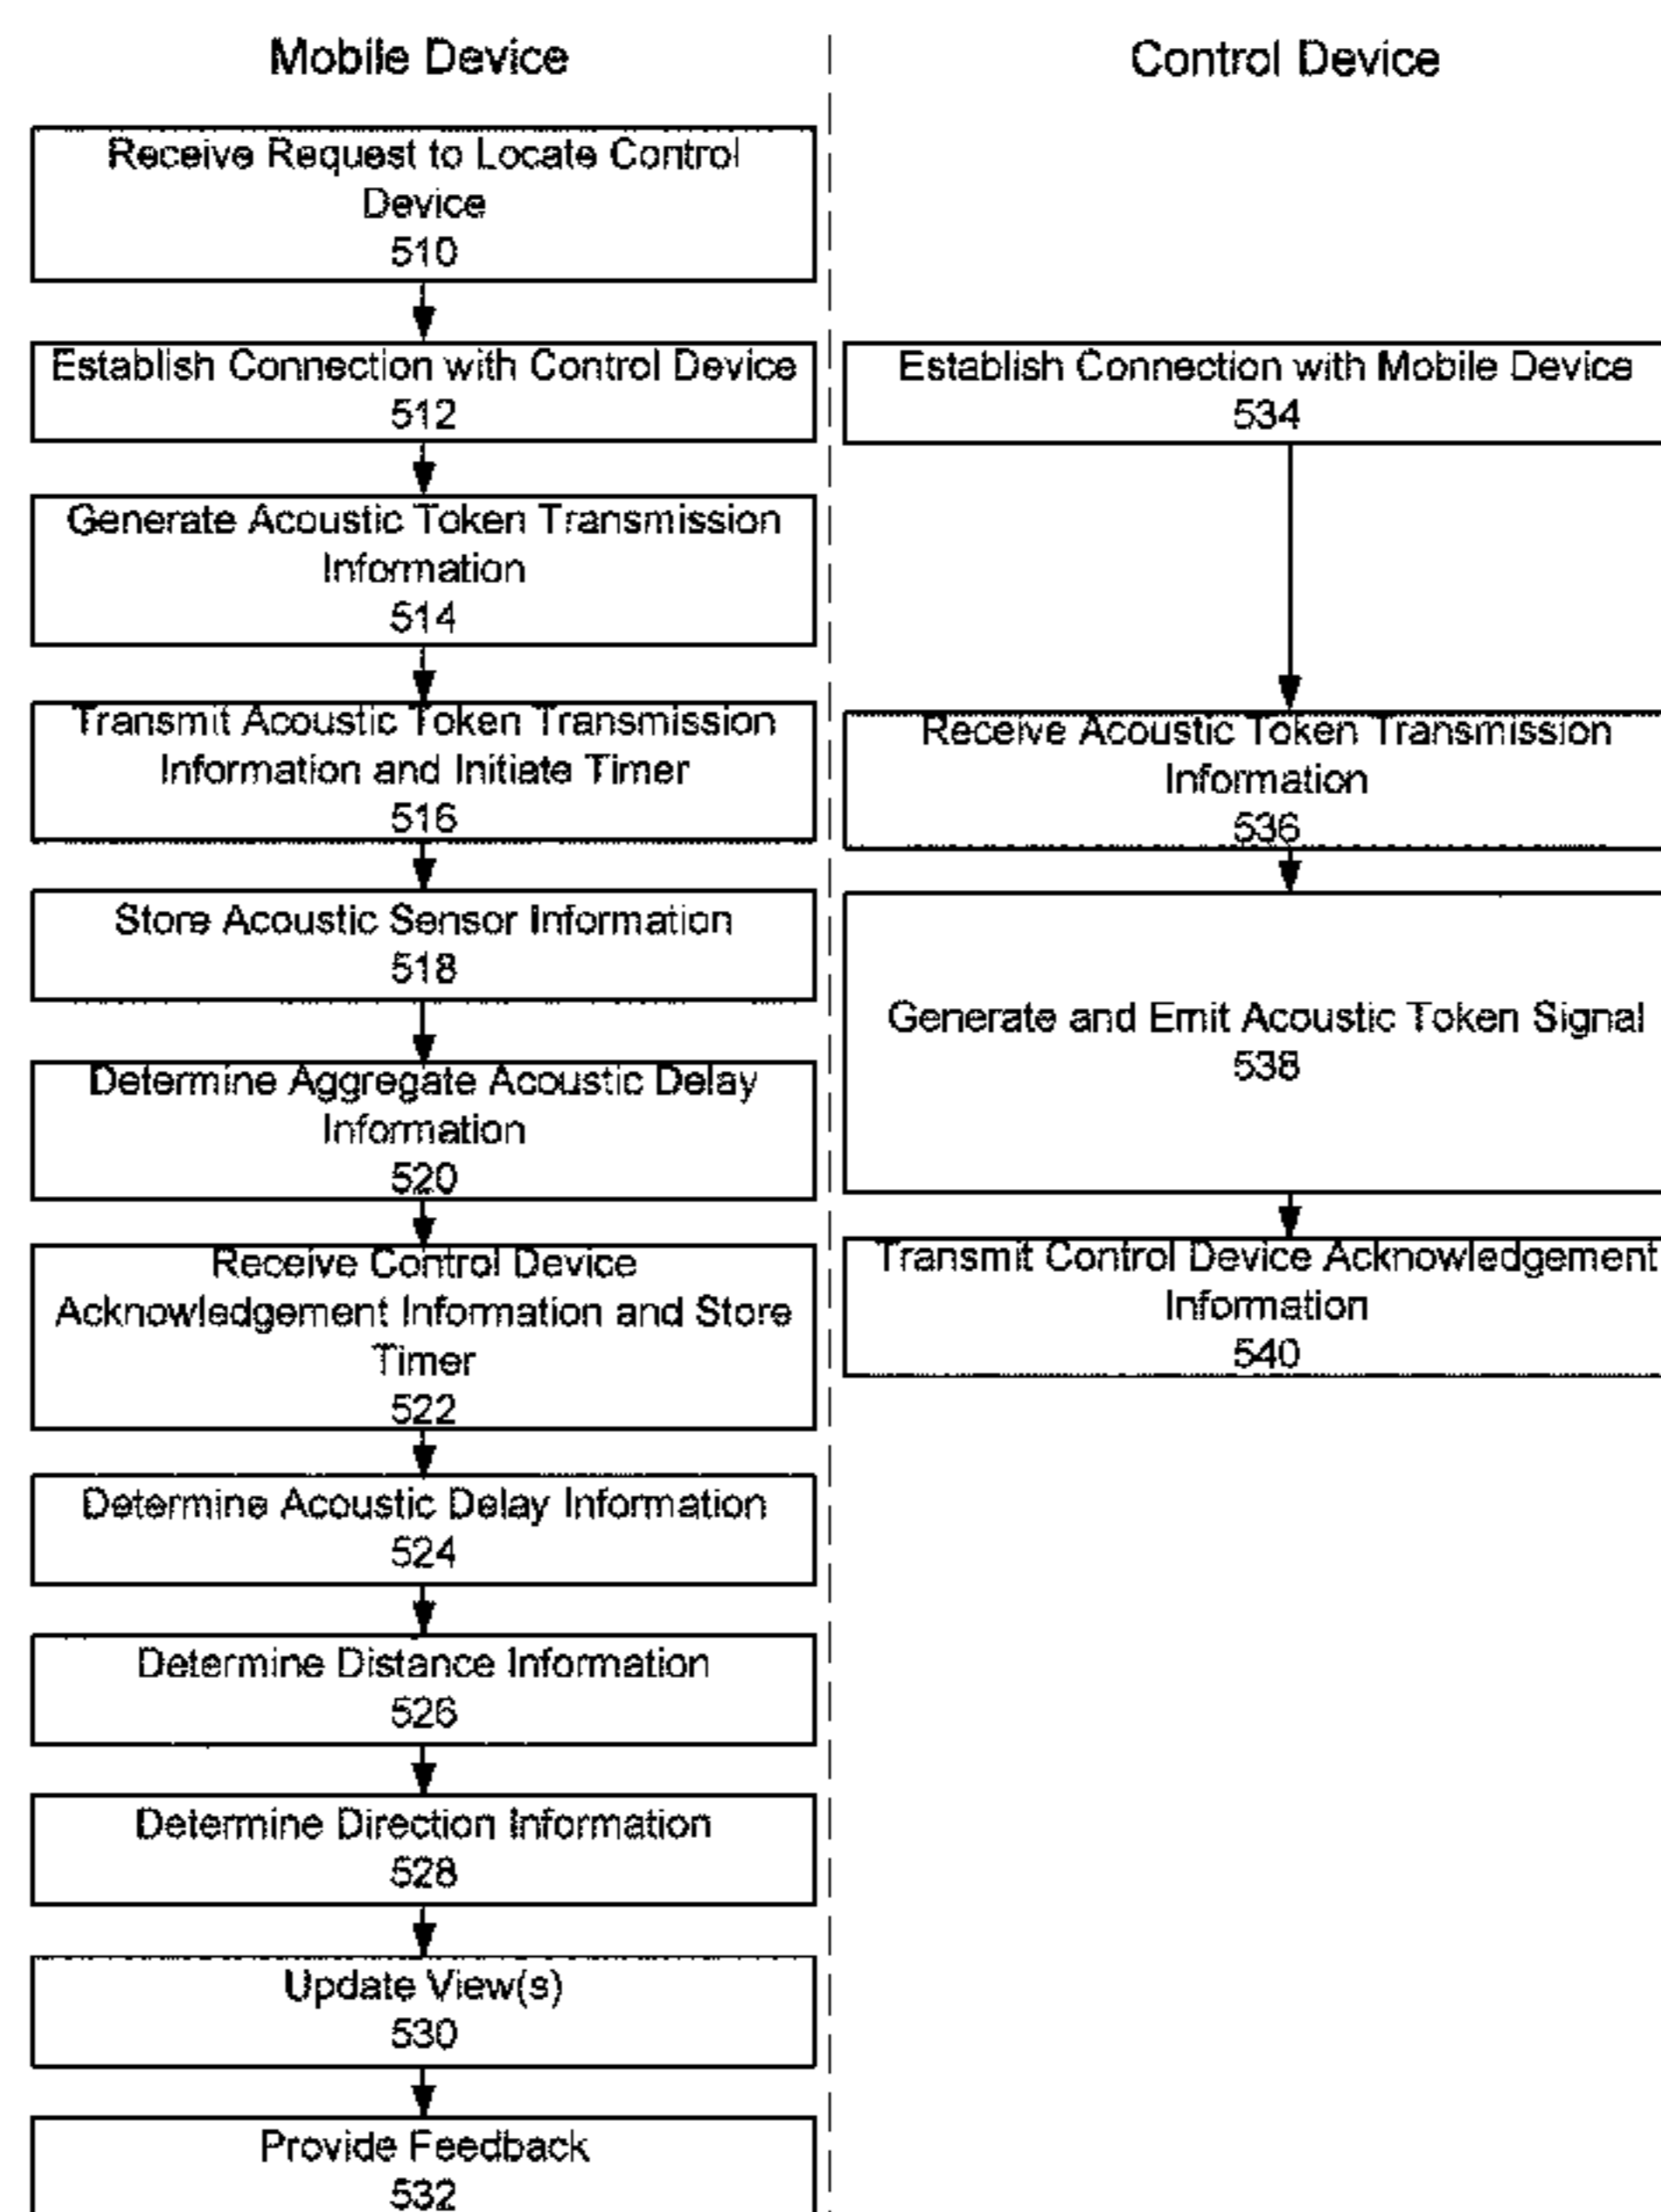 Mobile Device
Receive Request to Locate Control
Device
510
Establish Connection with Control Device
512
Generate Acoustic Token Transmission
Information
514
Transmit Acoustic Token Transmission
Information and Initiate Timer
516
Store Acoustic Sensor Information
518
Determine Aggregate Acoustic Delay
Information
520
Receive Control Device
Acknowledgement Information and Store
Timer
522
Determine Acoustic Delay Information
524
Determine Distance Information
526
Determine Direction Information
528
Update View(s)
530
Provide Feedback
532
Control Device
Establish Connection with Mobile Device
534
Receive Acoustic Token Transmission
Information
536
Generate and Emit Acoustic Token Signal
538
Transmit Control Device Acknowledgement
Information
540